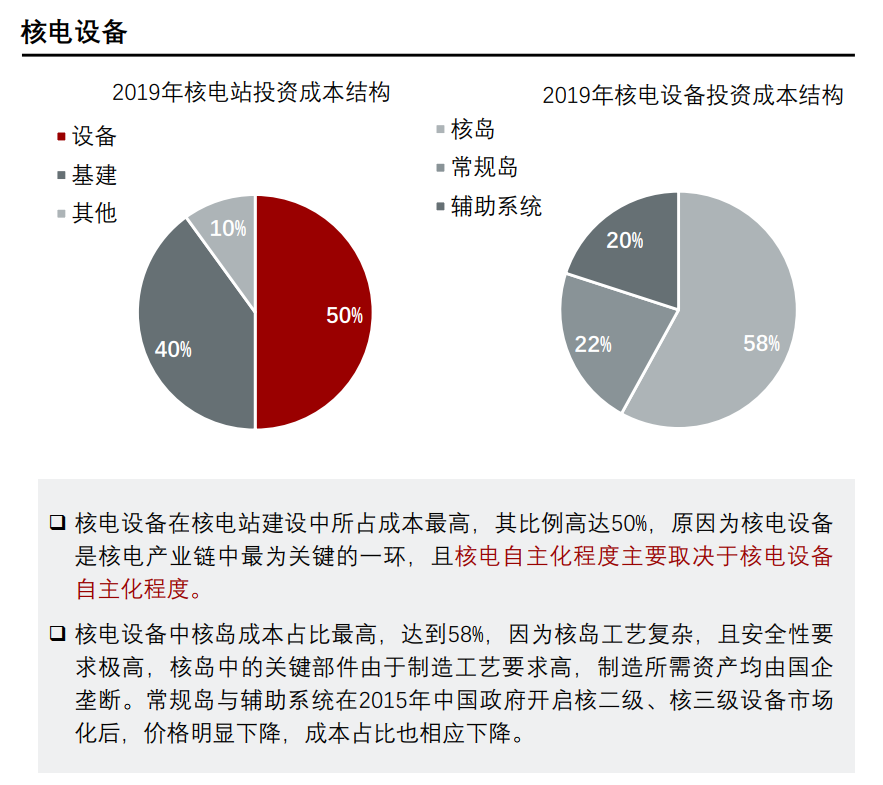 核电设备
2019年核电站投资成本结构
设备
基建
其他
10%
50%
40%
2019年核电设备投资成本结构
核岛
常规岛
辅助系统
20%
22%
58%
核电设备在核电站建设中所占成本最高，其比例高达50%，原因为核电设备
是核电产业链中最为关键的一环，且核电自主化程度主要取决于核电设备
自主化程度。
核电设备中核岛成本占比最高，达到58%，因为核岛工艺复杂，且安全性要
求极高，核岛中的关键部件由于制造工艺要求高，制造所需资产均由国企
垄断。常规岛与辅助系统在2015年中国政府开启核二级、核三级设备市场
化后，价格明显下降，成本占比也相应下降。